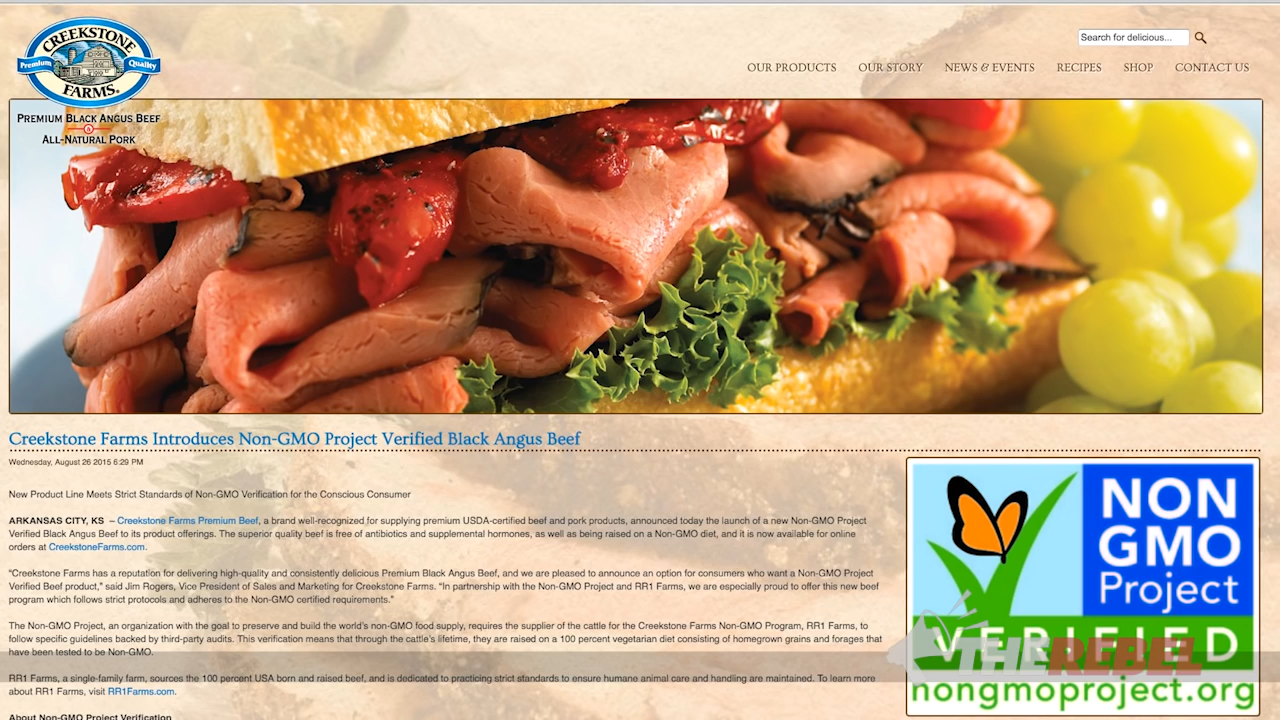 CREEKSTONE
Premium Quality
FARMS®
PREMIUM BLACK ANGUS BEEF
&
ALL-NATURAL PORK
Search for delicious...
OUR PRODUCTS OUR STORY NEWS & EVENTS RECIPES SHOP CONTACT US
Creekstone Farms Introduces Non-GMO Project Verified Black Angus Beef
Wednesday, August 26 2015 6:29 PM
New Product Line Meets Strict Standards of Non-GMO Verification for the Conscious Consumer
ARKANSAS CITY, KS – Creekstone Farms Premium Beef, a brand well-recognized for supplying premium USDA-certified beef and pork products, announced today the launch of a new Non-GMO Project
Verified Black Angus Beef to its product offerings. The superior quality beef is free of antibiotics and supplemental hormones, as well as being raised on a Non-GMO diet, and it is now available for online
orders at CreekstoneFarms.com.
“Creekstone Farms has a reputation for delivering high-quality and consistently delicious Premium Black Angus Beef, and we are pleased to announce an option for consumers who want a Non-GMO Project
Verified Beef product,” said Jim Rogers, Vice President of Sales and Marketing for Creekstone Farms. “In partnership with the Non-GMO Project and RR1 Farms, we are especially proud to offer this new beef
program which follows strict protocols and adheres to the Non-GMO certified requirements.”
The Non-GMO Project, an organization with the goal to preserve and build the world's non-GMO food supply, requires the supplier of the cattle for the Creekstone Farms Non-GMO Program, RR1 Farms, to
follow specific guidelines backed by third-party audits. This verification means that through the cattle's lifetime, they are raised on a 100 percent vegetarian diet consisting of homegrown grains and forages that
have been tested to be Non-GMO.
RR1 Farms, a single-family farm, sources the 100 percent USA born and raised beef, and is dedicated to practicing strict standards to ensure humane animal care and handling are maintained. To learn more
about RR1 Farms, visit RR1Farms.com.
About Non-GMO Project Verification
NON
GMO
Project
VERIFIED
THE REBEL
nongmoproject.org